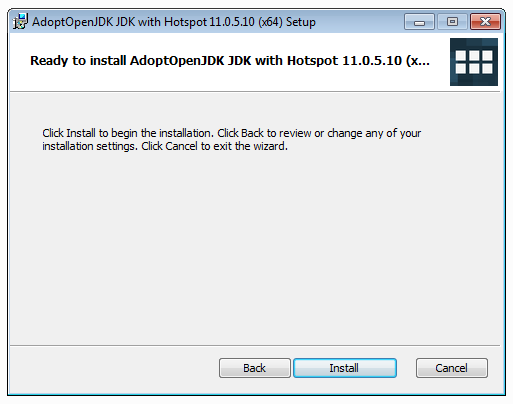 AdoptOpenJDK JDK with Hotspot 11.0.5.10 (x64) Setup
Ready to install AdoptOpenJDK JDK with Hotspot 11.0.5.10 (x...
Click Install to begin the installation. Click Back to review or change any of your
installation settings. Click Cancel to exit the wizard.
Back Install Cancel